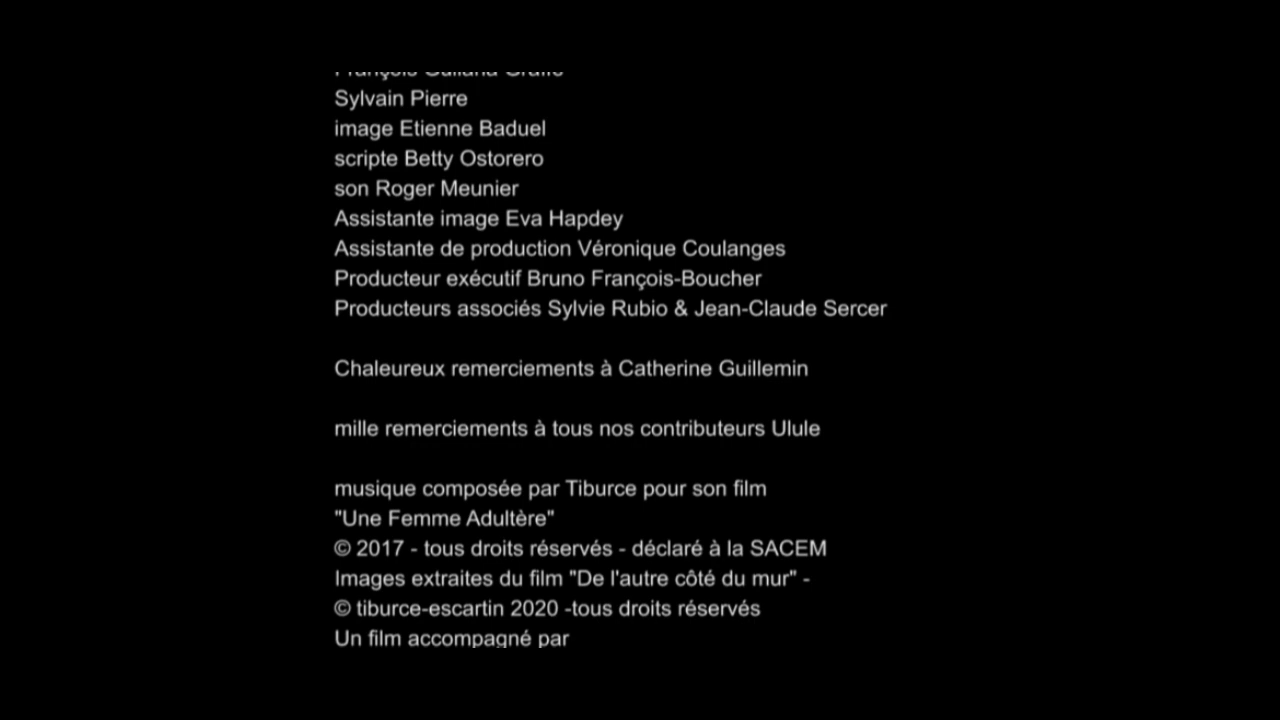 François
Sylvain Pierre
image Etienne Baduel
scripte Betty Ostorero
son Roger Meunier
Assistante image Eva Hapdey
Assistante de production Véronique Coulanges
Producteur exécutif Bruno François-Boucher
Producteurs associés Sylvie Rubio & Jean-Claude Sercer
Chaleureux remerciements à Catherine Guillemin
mille remerciements à tous nos contributeurs Ulule
musique composée par Tiburce pour son film
"Une Femme Adultère"
© 2017 - tous droits réservés - déclaré à la SACEM
Images extraites du film "De l'autre côté du mur" -
© tiburce-escartin 2020 -tous droits réservés
Un film accompagné par